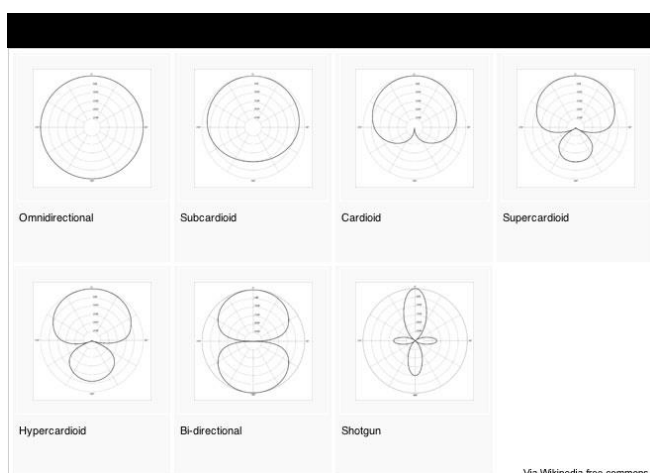 Omnidirectional
Subcardioid
Cardioid
Supercardioid
Hypercardioid
Bi-directional
Shotgun
Via Wikipedia free commons